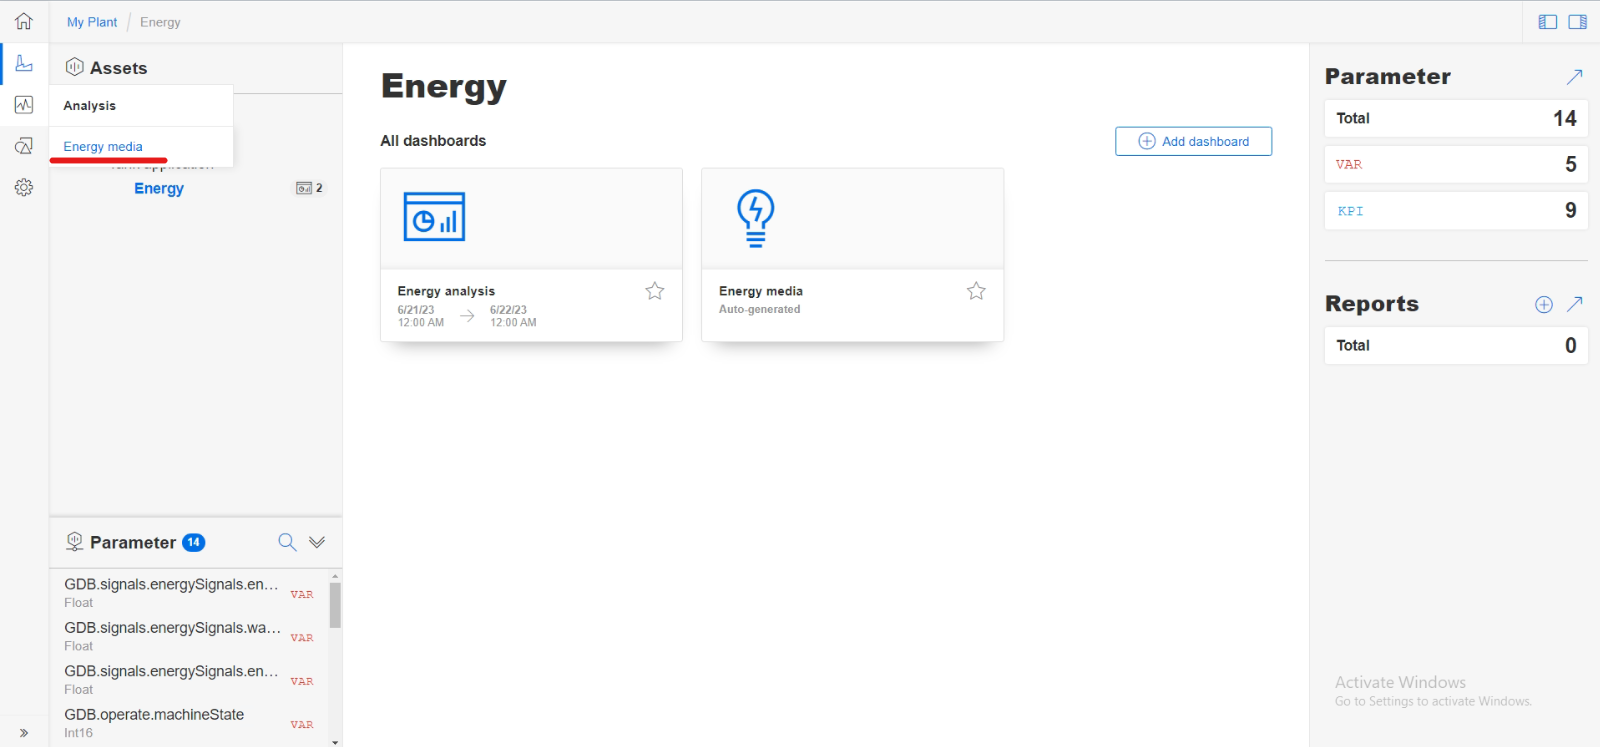 My Plant / Energy
Assets
Analysis
Energy media
Energy
2
Parameter 14
GDB.signals.energySignals.en...
Float
VAR
GDB.signals.energySignals.wa...
Float
VAR
GDB.signals.energySignals.en...
Float
VAR
GDB.operate.machineState
Int16
VAR
Energy
All dashboards
Add dashboard
Energy analysis
6/21/23 6/22/23
12:00 AM 12:00 AM
Energy media
Auto-generated
Parameter
Total 14
VAR 5
KPI 9
Reports
Total 0
Activate Windows
Go to Settings to activate Windows.